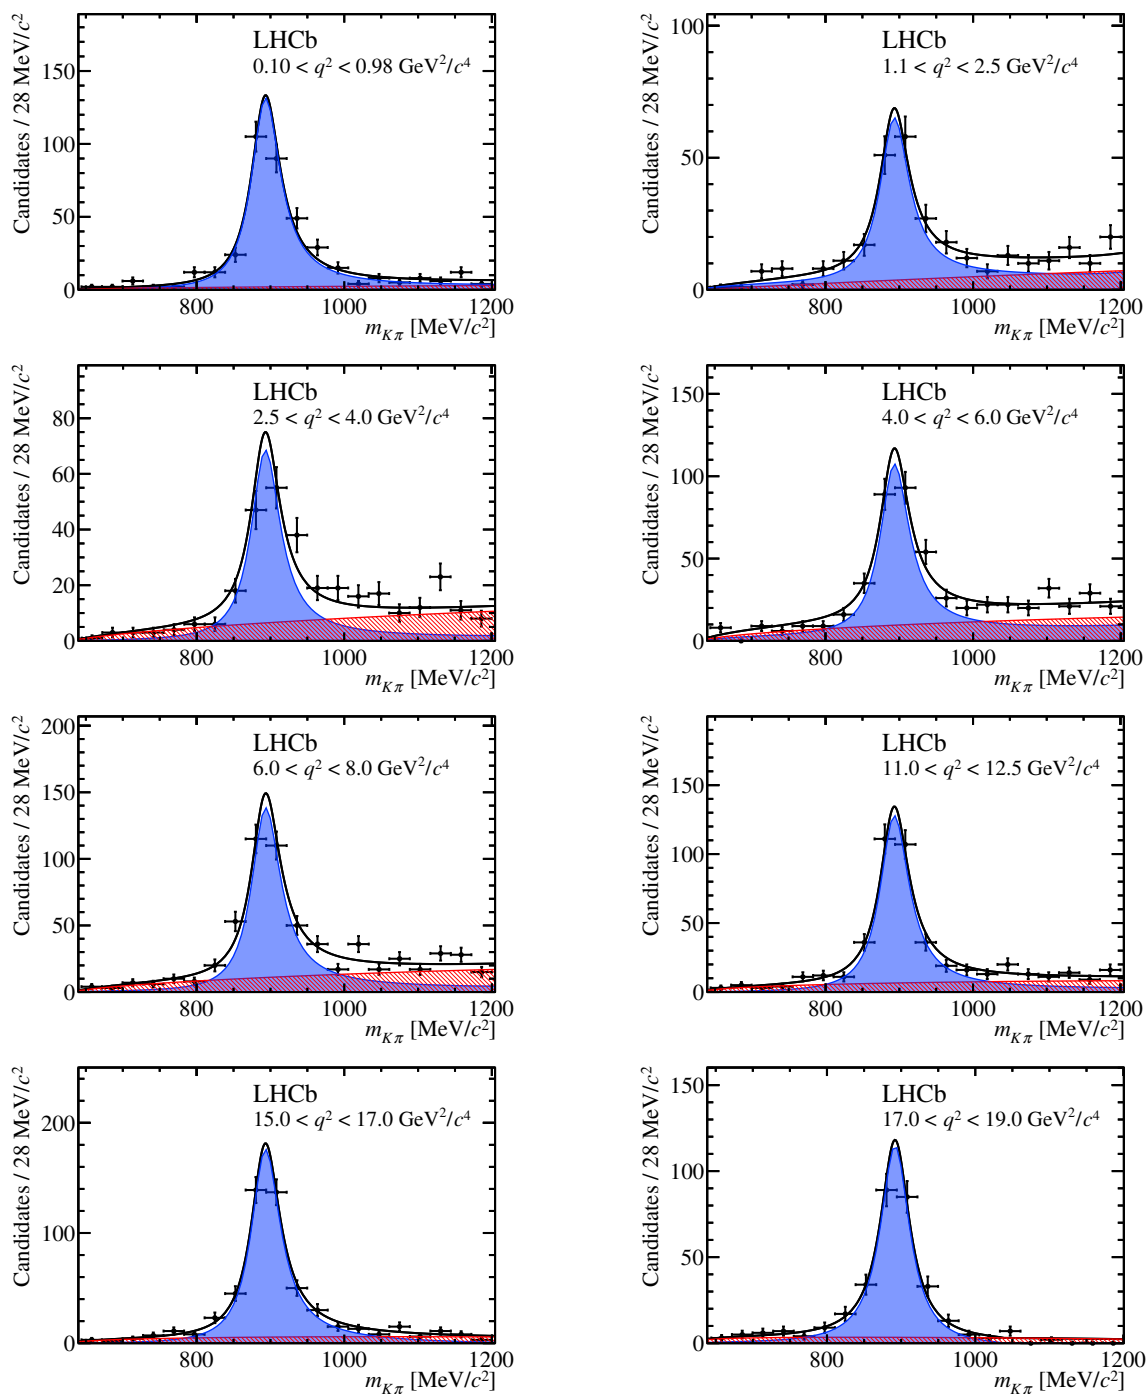 LHCb
0.10 < q² < 0.98 GeV²/c⁴
Candidates / 28 MeV/c²
150
100
50
0
800
1000
1200
m_Kπ [MeV/c²]
LHCb
1.1 < q² < 2.5 GeV²/c⁴
Candidates / 28 MeV/c²
100
50
0
800
1000
1200
m_Kπ [MeV/c²]
LHCb
2.5 < q² < 4.0 GeV²/c⁴
Candidates / 28 MeV/c²
80
60
40
20
0
800
1000
1200
m_Kπ [MeV/c²]
LHCb
4.0 < q² < 6.0 GeV²/c⁴
Candidates / 28 MeV/c²
150
100
50
0
800
1000
1200
m_Kπ [MeV/c²]
LHCb
6.0 < q² < 8.0 GeV²/c⁴
Candidates / 28 MeV/c²
200
150
100
50
0
800
1000
1200
m_Kπ [MeV/c²]
LHCb
11.0 < q² < 12.5 GeV²/c⁴
Candidates / 28 MeV/c²
150
100
50
0
800
1000
1200
m_Kπ [MeV/c²]
LHCb
15.0 < q² < 17.0 GeV²/c⁴
Candidates / 28 MeV/c²
200
100
0
800
1000
1200
m_Kπ [MeV/c²]
LHCb
17.0 < q² < 19.0 GeV²/c⁴
Candidates / 28 MeV/c²
150
100
50
0
800
1000
1200
m_Kπ [MeV/c²]